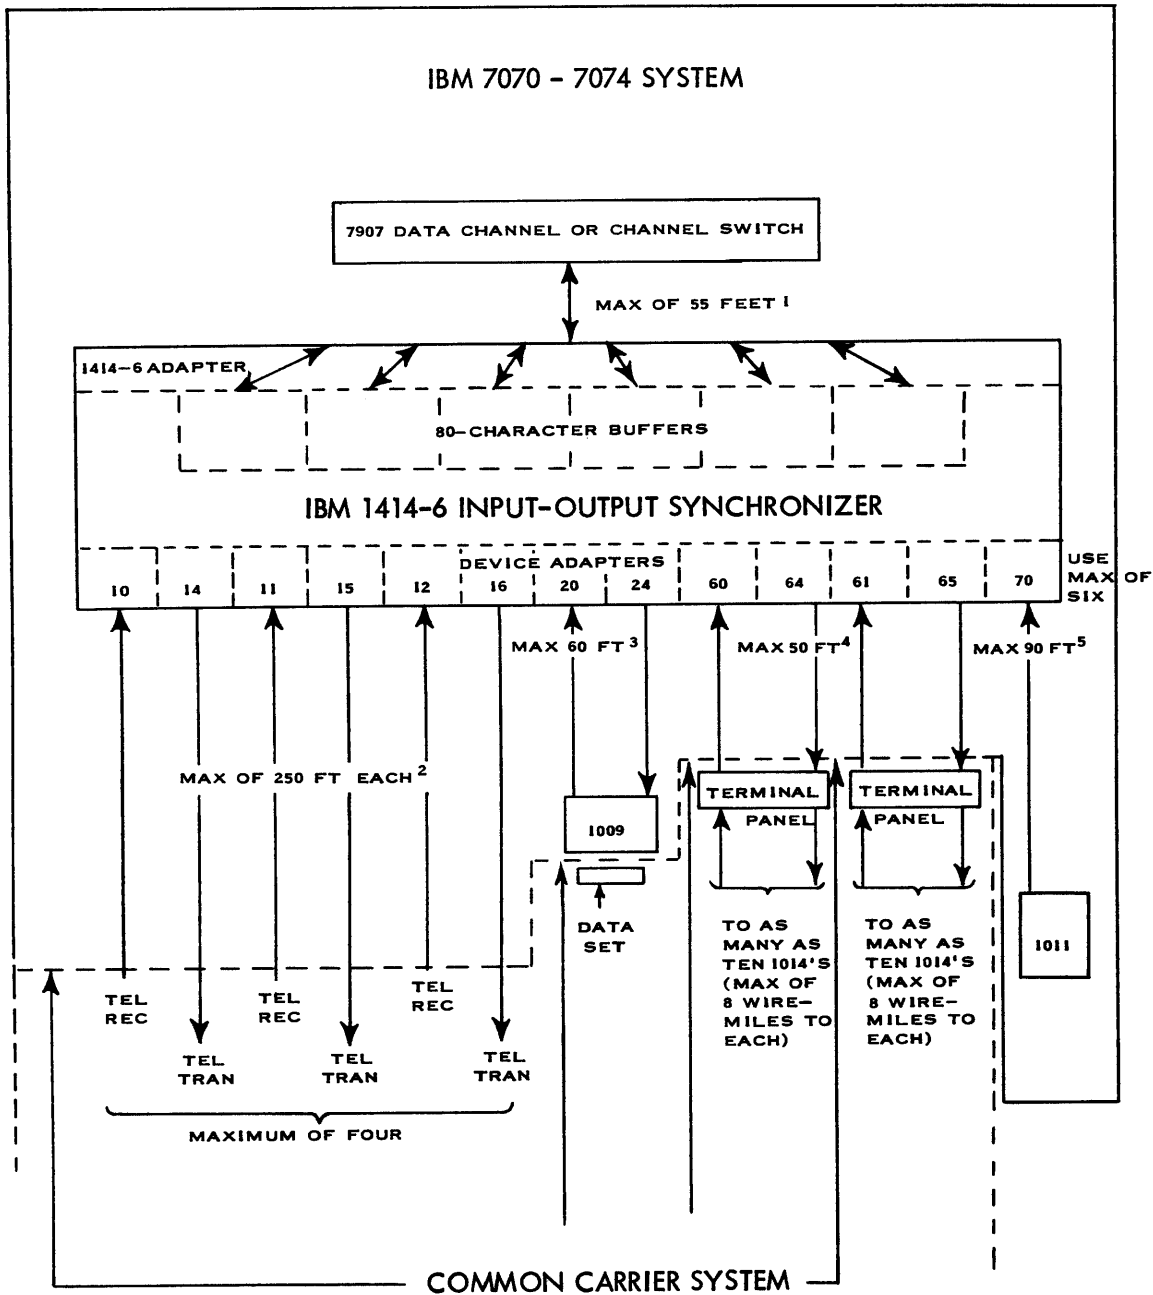 IBM 7070 – 7074 SYSTEM
7907 DATA CHANNEL OR CHANNEL SWITCH
MAX OF 55 FEET 1
1414–6 ADAPTER
80–CHARACTER BUFFERS
IBM 1414–6 INPUT–OUTPUT SYNCHRONIZER
DEVICE ADAPTERS
10 14 11 15 12 16 20 24 60 64 61 65 70
USE
MAX OF
SIX
MAX 60 FT 3
MAX 50 FT 4
MAX 90 FT 5
MAX OF 250 FT EACH 2
TERMINAL
PANEL
TERMINAL
PANEL
1009
DATA
SET
TO AS
MANY AS
TEN 1014'S
(MAX OF
8 WIRE–
MILES TO
EACH)
TO AS
MANY AS
TEN 1014'S
(MAX OF
8 WIRE–
MILES TO
EACH)
1011
TEL
REC
TEL
REC
TEL
REC
TEL
TRAN
TEL
TRAN
TEL
TRAN
MAXIMUM OF FOUR
COMMON CARRIER SYSTEM